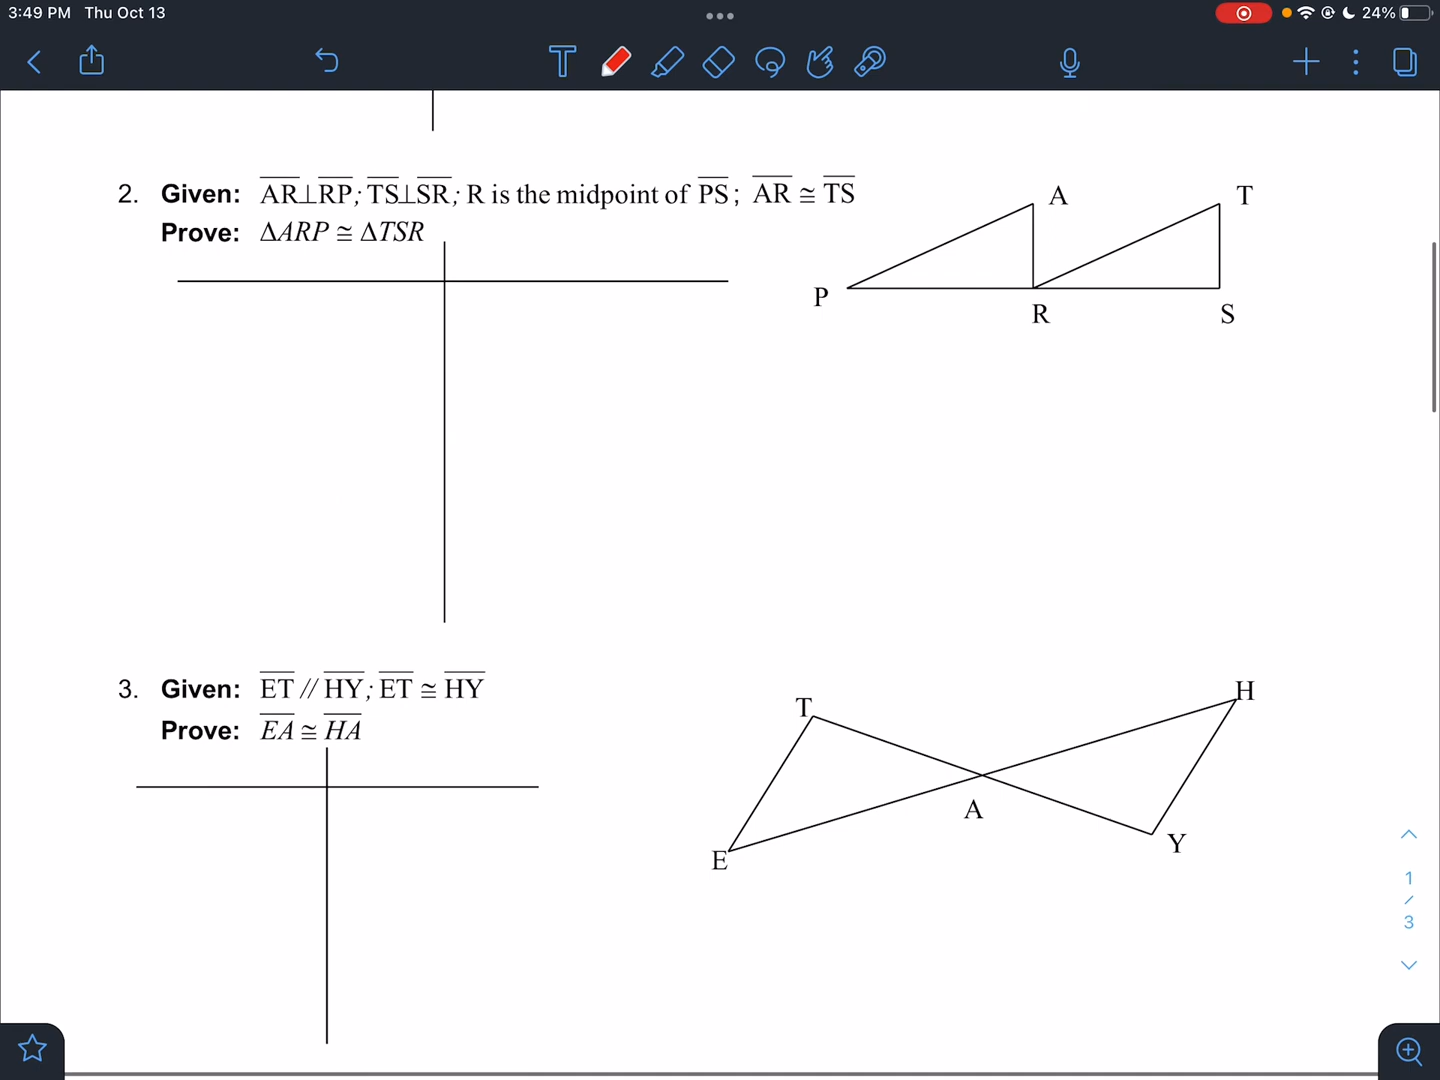 3:49 PM Thu Oct 13
24%
2. Given: AR⊥RP; TS⊥SR; R is the midpoint of PS; AR ≅ TS
Prove: ΔARP ≅ ΔTSR
A
T
P
R
S
3. Given: ET // HY; ET ≅ HY
Prove: EA ≅ HA
T
H
A
E
Y
1
/
3